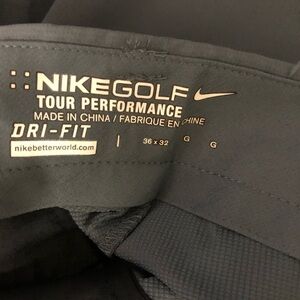 NIKEGOLF
TOUR PERFORMANCE
MADE IN CHINA / FABRIQUE EN CHINE
DRI-FIT | 36 x 32 G G
nikebetterworld.com